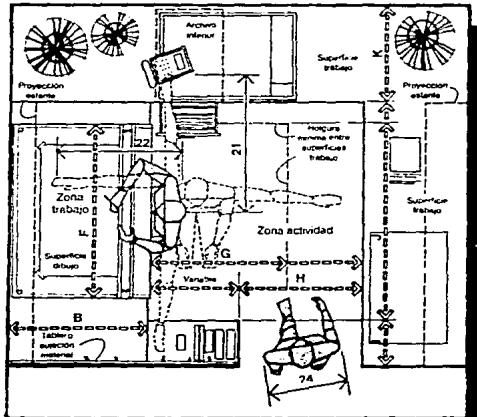 Archivo
inferior
Superficie
trabajo
K
Proyección
estante
Proyección
estante
Holgura
mínima entre
superficies
trabajo
22
21
Zona
trabajo
Superficie
trabajo
Zona actividad
G
Superficie
dibujo
Variable
H
B
Tablero
sujeción
material
24